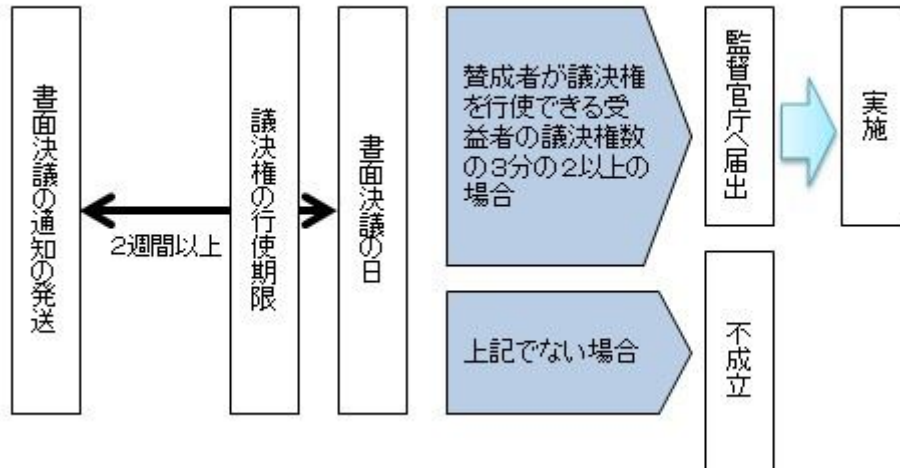 書面決議の通知の発送
2週間以上
議決権の行使期限
書面決議の日
賛成者が議決権
を行使できる受
益者の議決権数
の3分の2以上の
場合
監督官庁へ届出
実施
上記でない場合
不成立